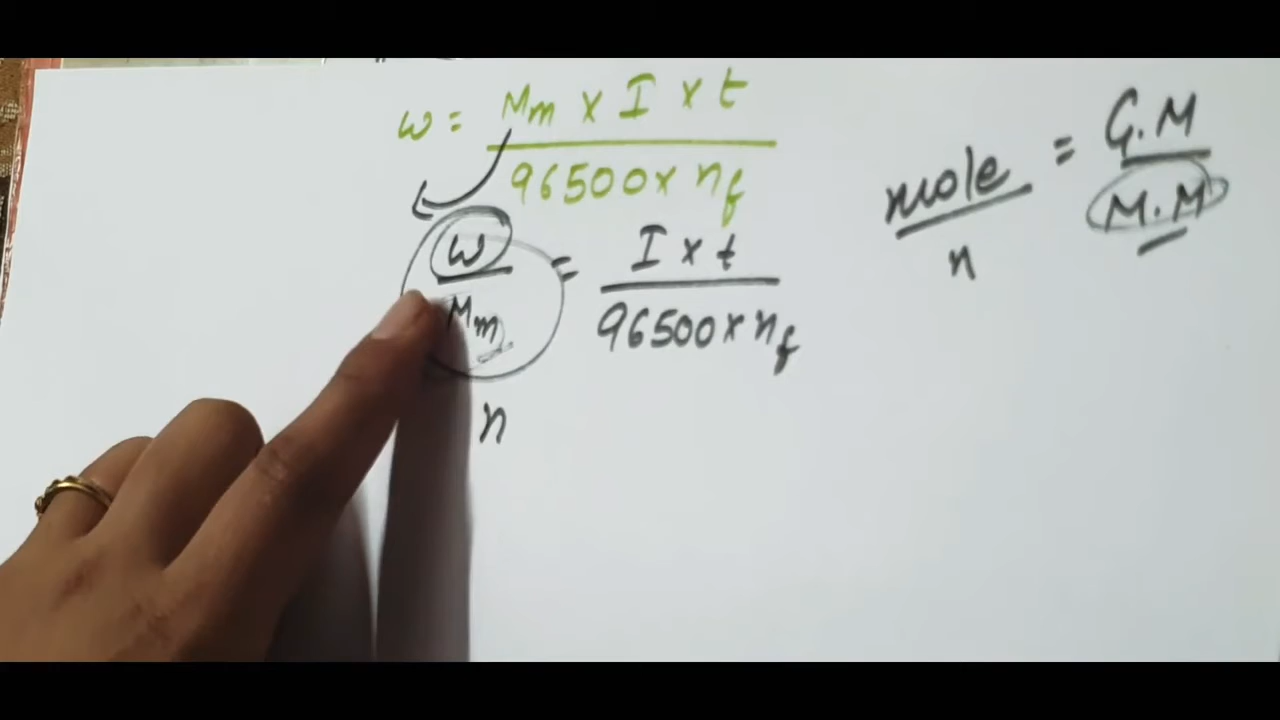 w = Mm x I x t
96500 x nf
w
Mm
= I x t
96500 x nf
n
mole = G.M
M.M
n